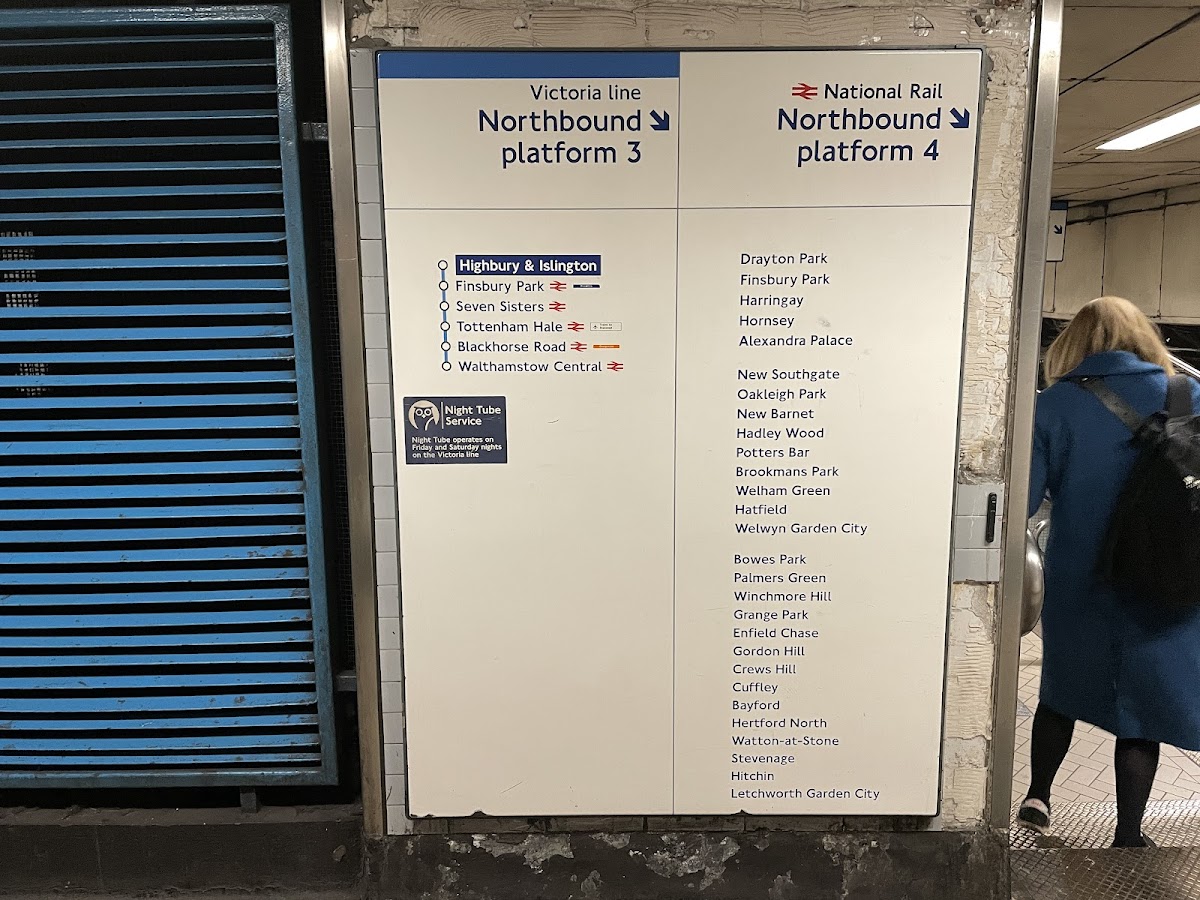 Victoria line
Northbound
platform 3
Highbury & Islington
Finsbury Park
Seven Sisters
Tottenham Hale
Blackhorse Road
Walthamstow Central
Night Tube
Service
Night Tube operates on
Friday and Saturday nights
on the Victoria line
National Rail
Northbound
platform 4
Drayton Park
Finsbury Park
Harringay
Hornsey
Alexandra Palace
New Southgate
Oakleigh Park
New Barnet
Hadley Wood
Potters Bar
Brookmans Park
Welham Green
Hatfield
Welwyn Garden City
Bowes Park
Palmers Green
Winchmore Hill
Grange Park
Enfield Chase
Gordon Hill
Crews Hill
Cuffley
Bayford
Hertford North
Watton-at-Stone
Stevenage
Hitchin
Letchworth Garden City